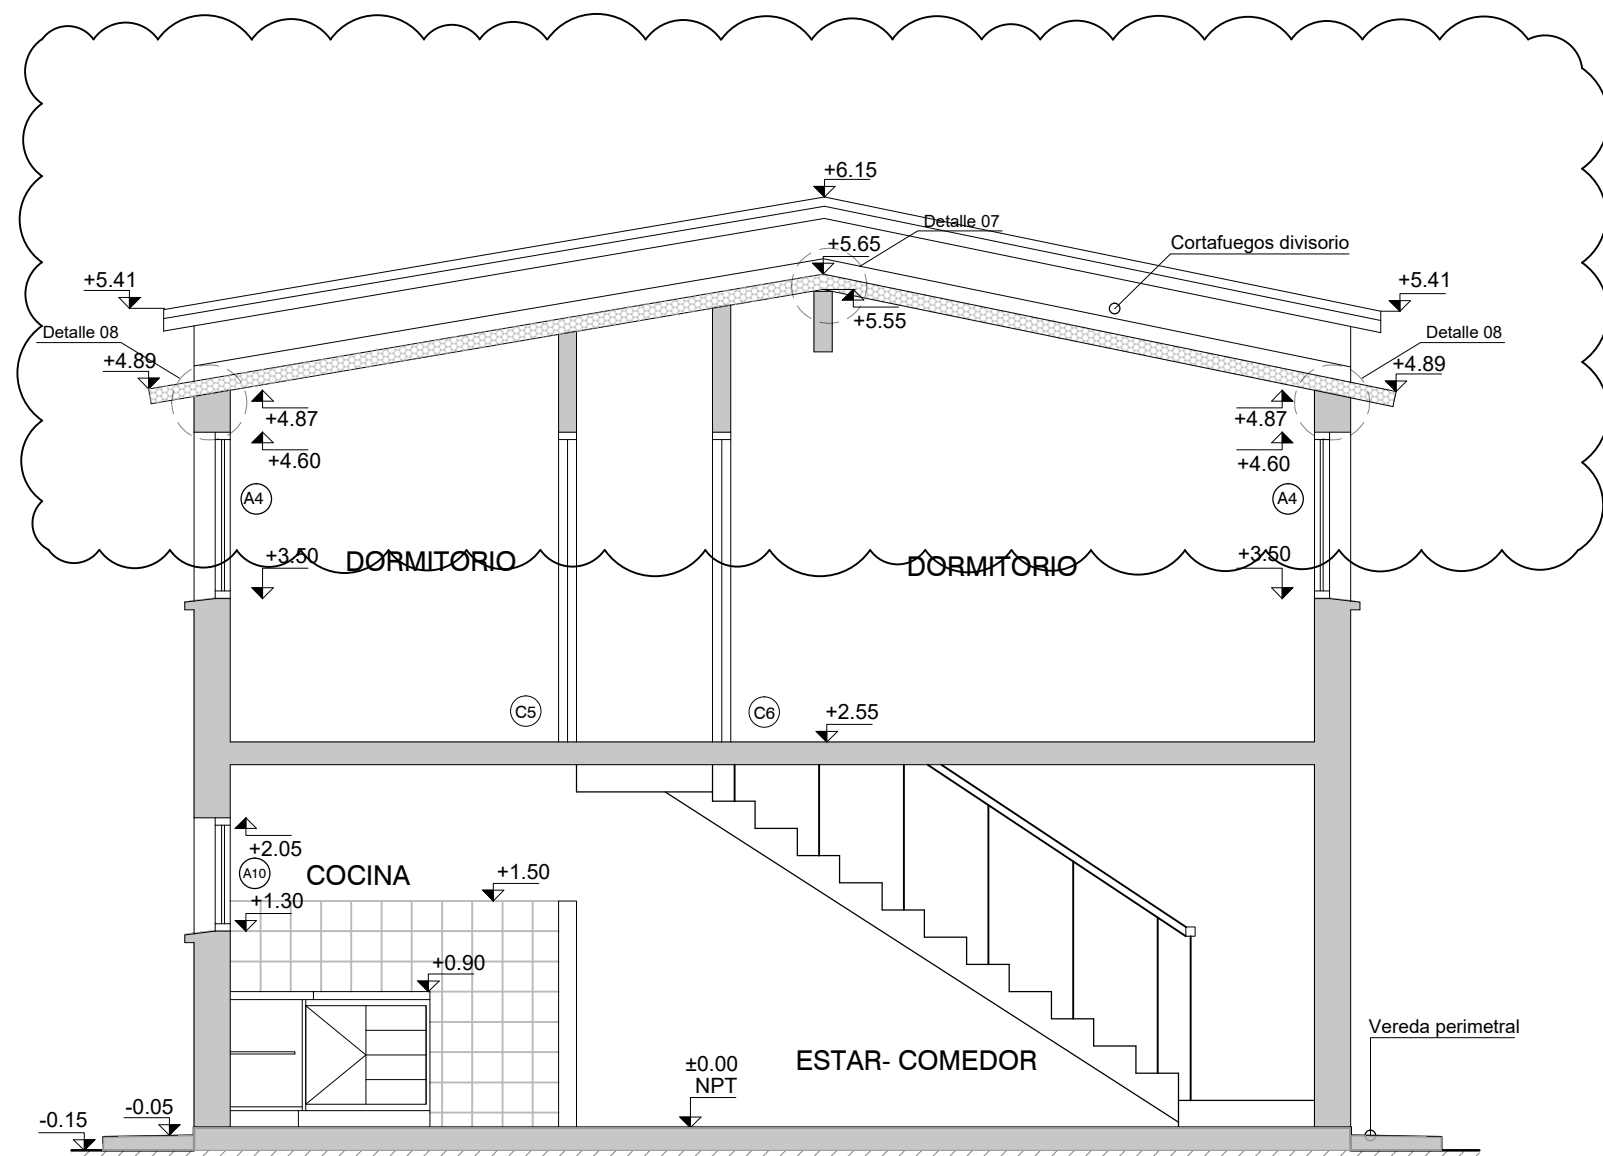 +6.15
Detalle 07
+5.65
Cortafuegos divisorio
+5.41
+5.41
+5.55
Detalle 08
Detalle 08
+4.89
+4.89
+4.87
+4.87
+4.60
+4.60
A4
A4
+3.50
DORMITORIO
DORMITORIO
+3.50
C5
C6
+2.55
+2.05
A10
COCINA
+1.50
+1.30
+0.90
Vereda perimetral
ESTAR- COMEDOR
±0.00
NPT
-0.05
-0.15